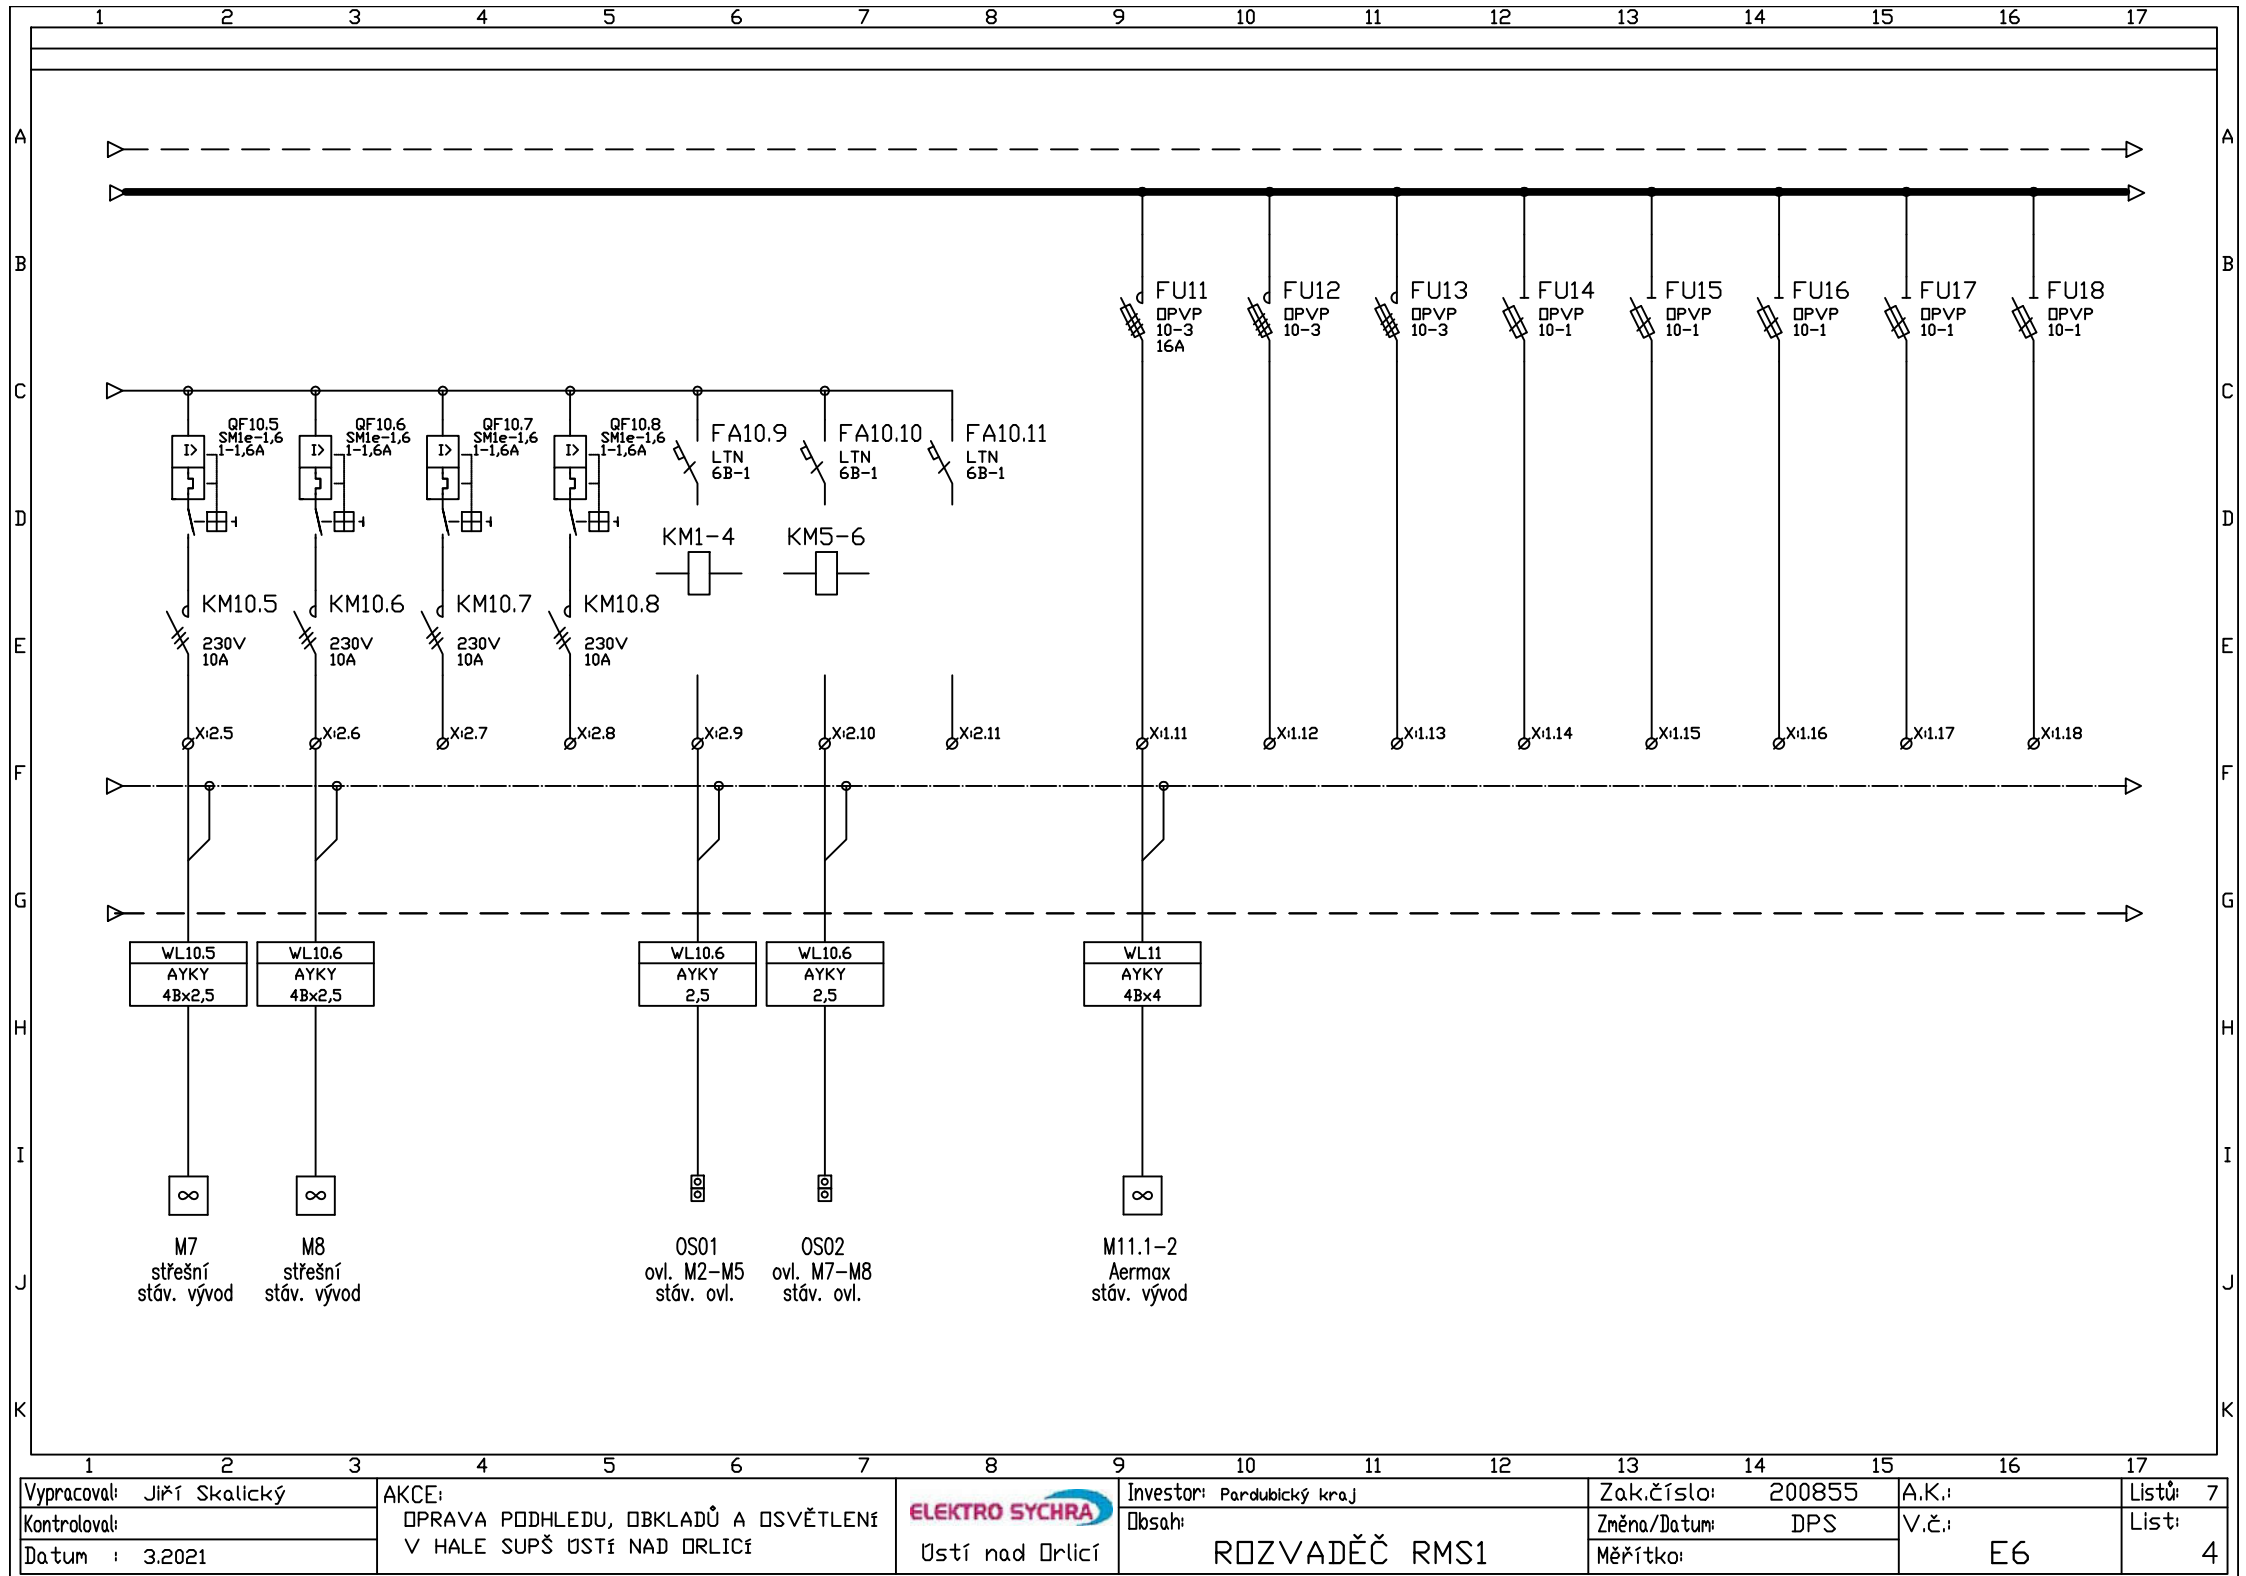 1 2 3 4 5 6 7 8 9 10 11 12 13 14 15 16 17
A A
B B
FU11 FU12 FU13 FU14 FU15 FU16 FU17 FU18
OPVP OPVP OPVP OPVP OPVP OPVP OPVP OPVP
10-3 10-3 10-3 10-1 10-1 10-1 10-1 10-1
16A
C C
QF10.5 QF10.6 QF10.7 QF10.8
SM1e-1,6 SM1e-1,6 SM1e-1,6 SM1e-1,6
1-1,6A 1-1,6A 1-1,6A 1-1,6A
I> I> I> I>
FA10.9 FA10.10 FA10.11
LTN LTN LTN
6B-1 6B-1 6B-1
D D
KM1-4 KM5-6
KM10.5 KM10.6 KM10.7 KM10.8
230V 230V 230V 230V
10A 10A 10A 10A
E E
X:2.5 X:2.6 X:2.7 X:2.8 X:2.9 X:2.10 X:2.11 X:1.11 X:1.12 X:1.13 X:1.14 X:1.15 X:1.16 X:1.17 X:1.18
F F
G G
WL10.5 WL10.6 WL10.6 WL10.6 WL11
AYKY AYKY AYKY AYKY AYKY
4Bx2,5 4Bx2,5 2,5 2,5 4Bx4
H H
I I
∞ ∞ ∞
M7 M8 OS01 OS02 M11.1-2
střešní střešní ovl. M2-M5 ovl. M7-M8 Aermax
stáv. vývod stáv. vývod stáv. ovl. stáv. ovl. stáv. vývod
J J
K K
1 2 3 4 5 6 7 8 9 10 11 12 13 14 15 16 17
Vypracoval: Jiří Skalický
Kontroloval:
Datum : 3.2021
AKCE:
OPRAVA PODHLEDU, OBKLADŮ A OSVĚTLENí
V HALE SUPŠ ÚSTí NAD ORLICí
ELEKTRO SYCHRA
Ústí nad Orlicí
Investor: Pardubický kraj
Obsah:
ROZVADĚČ RMS1
Zak.číslo: 200855
Změna/Datum: DPS
Měřítko:
A.K.:
V.č.:
E6
Listů: 7
List:
4